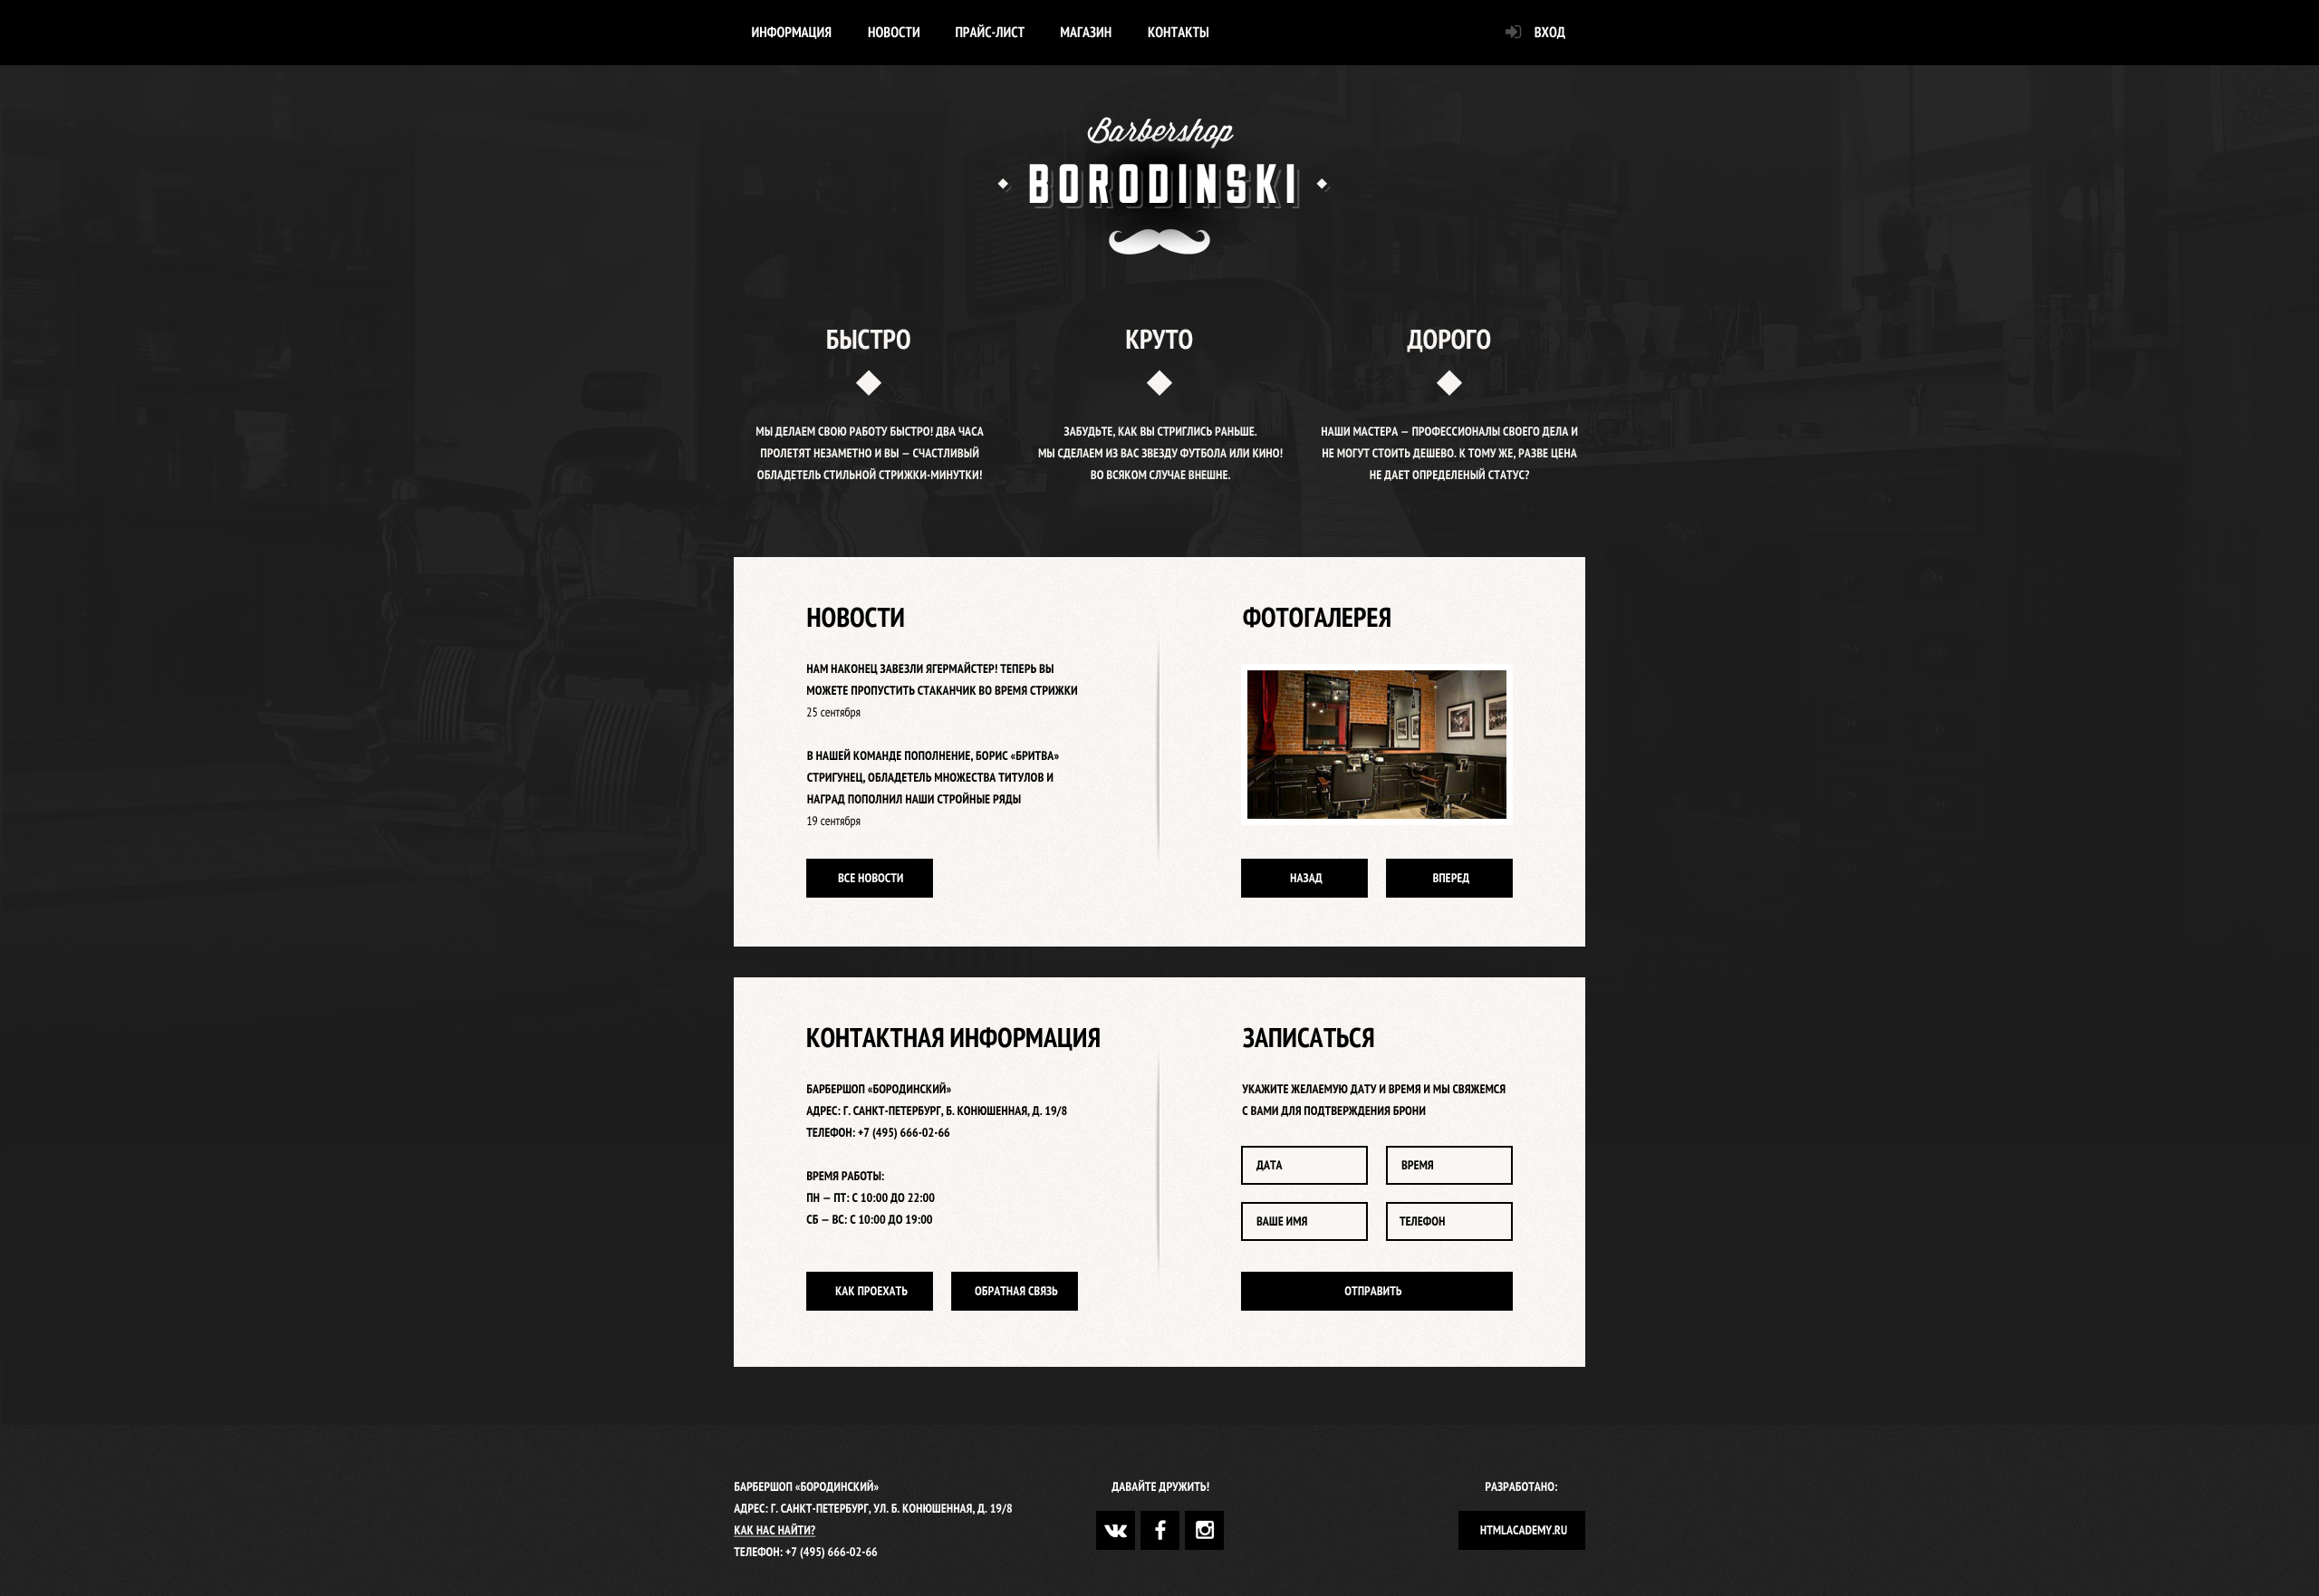 ИНФОРМАЦИЯ НОВОСТИ ПРАЙС-ЛИСТ МАГАЗИН КОНТАКТЫ ВХОД
Barbershop
BORODINSKI
БЫСТРО
МЫ ДЕЛАЕМ СВОЮ РАБОТУ БЫСТРО! ДВА ЧАСА
ПРОЛЕТЯТ НЕЗАМЕТНО И ВЫ — СЧАСТЛИВЫЙ
ОБЛАДАТЕЛЬ СТИЛЬНОЙ СТРИЖКИ-МИНУТКИ!
КРУТО
ЗАБУДЬТЕ, КАК ВЫ СТРИГЛИСЬ РАНЬШЕ.
МЫ СДЕЛАЕМ ИЗ ВАС ЗВЕЗДУ ФУТБОЛА ИЛИ КИНО!
ВО ВСЯКОМ СЛУЧАЕ ВНЕШНЕ.
ДОРОГО
НАШИ МАСТЕРА — ПРОФЕССИОНАЛЫ СВОЕГО ДЕЛА И
НЕ МОГУТ СТОИТЬ ДЕШЕВО. К ТОМУ ЖЕ, РАЗВЕ ЦЕНА
НЕ ДАЕТ ОПРЕДЕЛЕНЫЙ СТАТУС?
НОВОСТИ
НАМ НАКОНЕЦ ЗАВЕЗЛИ ЯГЕРМАЙСТЕР! ТЕПЕРЬ ВЫ
МОЖЕТЕ ПРОПУСТИТЬ СТАКАНЧИК ВО ВРЕМЯ СТРИЖКИ
25 сентября
В НАШЕЙ КОМАНДЕ ПОПОЛНЕНИЕ, БОРИС «БРИТВА»
СТРИГУНЕЦ, ОБЛАДЕТЕЛЬ МНОЖЕСТВА ТИТУЛОВ И
НАГРАД ПОПОЛНИЛ НАШИ СТРОЙНЫЕ РЯДЫ
19 сентября
ВСЕ НОВОСТИ
ФОТОГАЛЕРЕЯ
НАЗАД ВПЕРЕД
КОНТАКТНАЯ ИНФОРМАЦИЯ
БАРБЕРШОП «БОРОДИНСКИЙ»
АДРЕС: Г. САНКТ-ПЕТЕРБУРГ, Б. КОНЮШЕННАЯ, Д. 19/8
ТЕЛЕФОН: +7 (495) 666-02-66
ВРЕМЯ РАБОТЫ:
ПН — ПТ: С 10:00 ДО 22:00
СБ — ВС: С 10:00 ДО 19:00
КАК ПРОЕХАТЬ ОБРАТНАЯ СВЯЗЬ
ЗАПИСАТЬСЯ
УКАЖИТЕ ЖЕЛАЕМУЮ ДАТУ И ВРЕМЯ И МЫ СВЯЖЕМСЯ
С ВАМИ ДЛЯ ПОДТВЕРЖДЕНИЯ БРОНИ
ДАТА ВРЕМЯ
ВАШЕ ИМЯ ТЕЛЕФОН
ОТПРАВИТЬ
БАРБЕРШОП «БОРОДИНСКИЙ»
АДРЕС: Г. САНКТ-ПЕТЕРБУРГ, УЛ. Б. КОНЮШЕННАЯ, Д. 19/8
КАК НАС НАЙТИ?
ТЕЛЕФОН: +7 (495) 666-02-66
ДАВАЙТЕ ДРУЖИТЬ!
РАЗРАБОТАНО:
HTMLACADEMY.RU